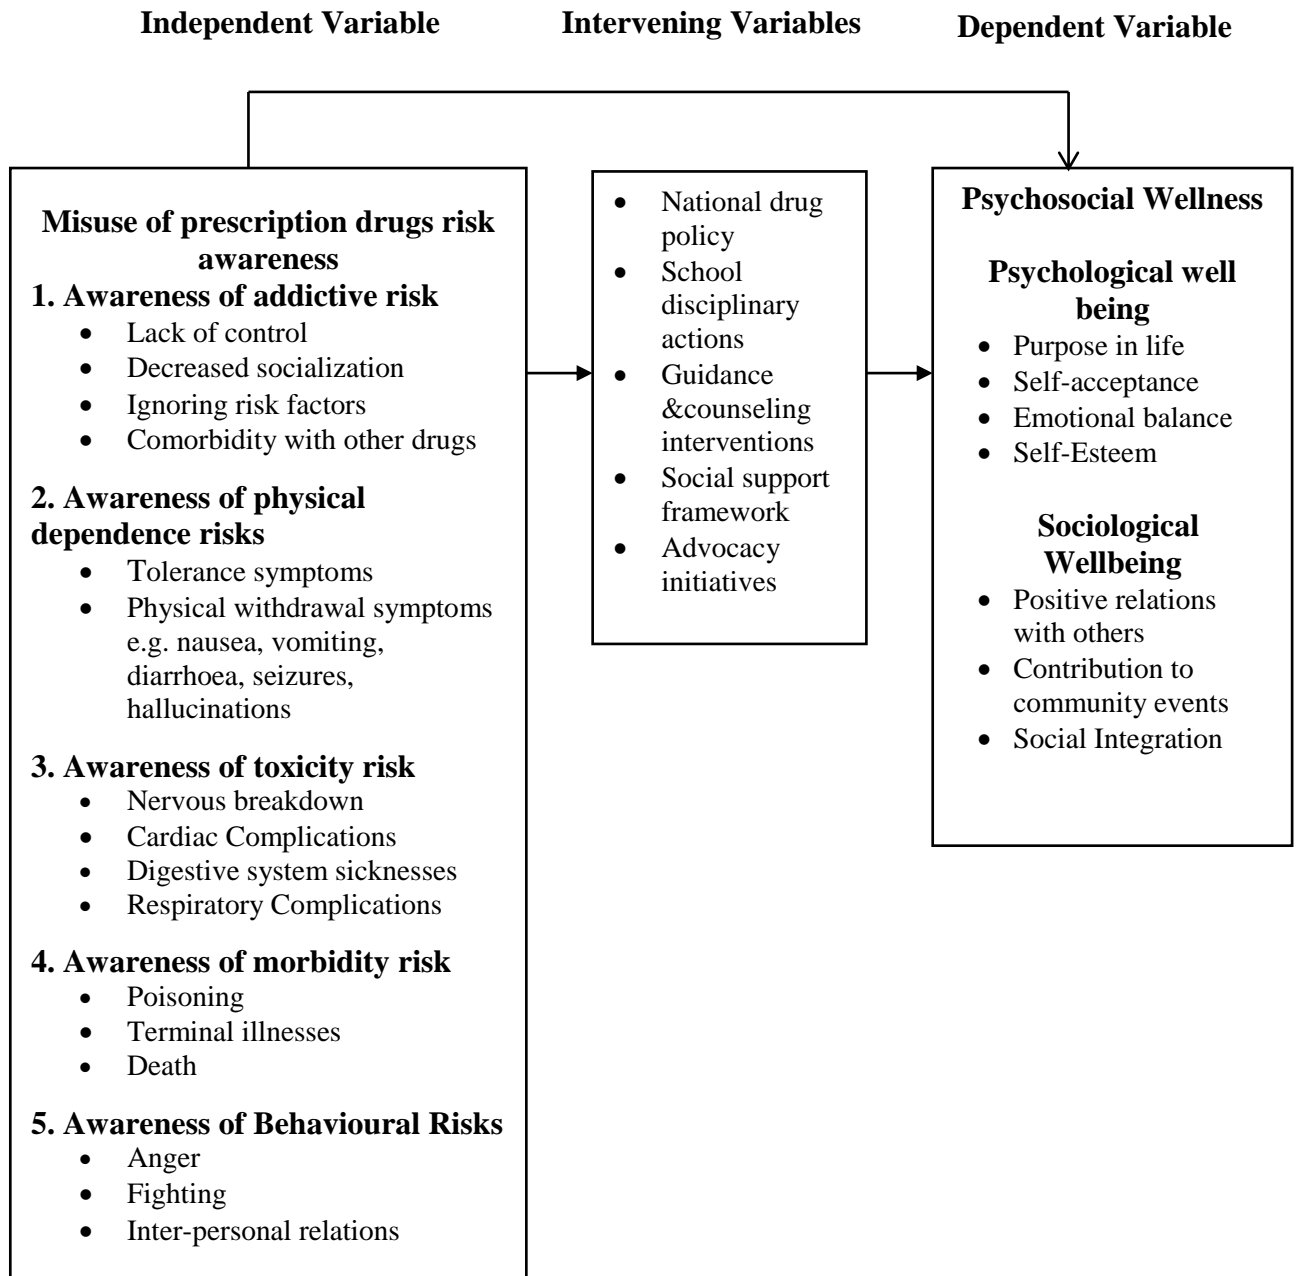 Independent Variable
Intervening Variables
Dependent Variable
Misuse of prescription drugs risk
awareness
1. Awareness of addictive risk
• Lack of control
• Decreased socialization
• Ignoring risk factors
• Comorbidity with other drugs
2. Awareness of physical
dependence risks
• Tolerance symptoms
• Physical withdrawal symptoms
e.g. nausea, vomiting,
diarrhoea, seizures,
hallucinations
3. Awareness of toxicity risk
• Nervous breakdown
• Cardiac Complications
• Digestive system sicknesses
• Respiratory Complications
4. Awareness of morbidity risk
• Poisoning
• Terminal illnesses
• Death
5. Awareness of Behavioural Risks
• Anger
• Fighting
• Inter-personal relations
• National drug
policy
• School
disciplinary
actions
• Guidance
&counseling
interventions
• Social support
framework
• Advocacy
initiatives
Psychosocial Wellness
Psychological well
being
• Purpose in life
• Self-acceptance
• Emotional balance
• Self-Esteem
Sociological
Wellbeing
• Positive relations
with others
• Contribution to
community events
• Social Integration